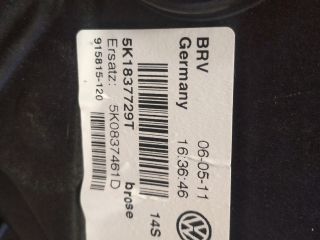 BRV
Germany
06-05-11
16:36:46
5K1837729T
14S
brose
Ersatz: 5K0837461D
915815-120